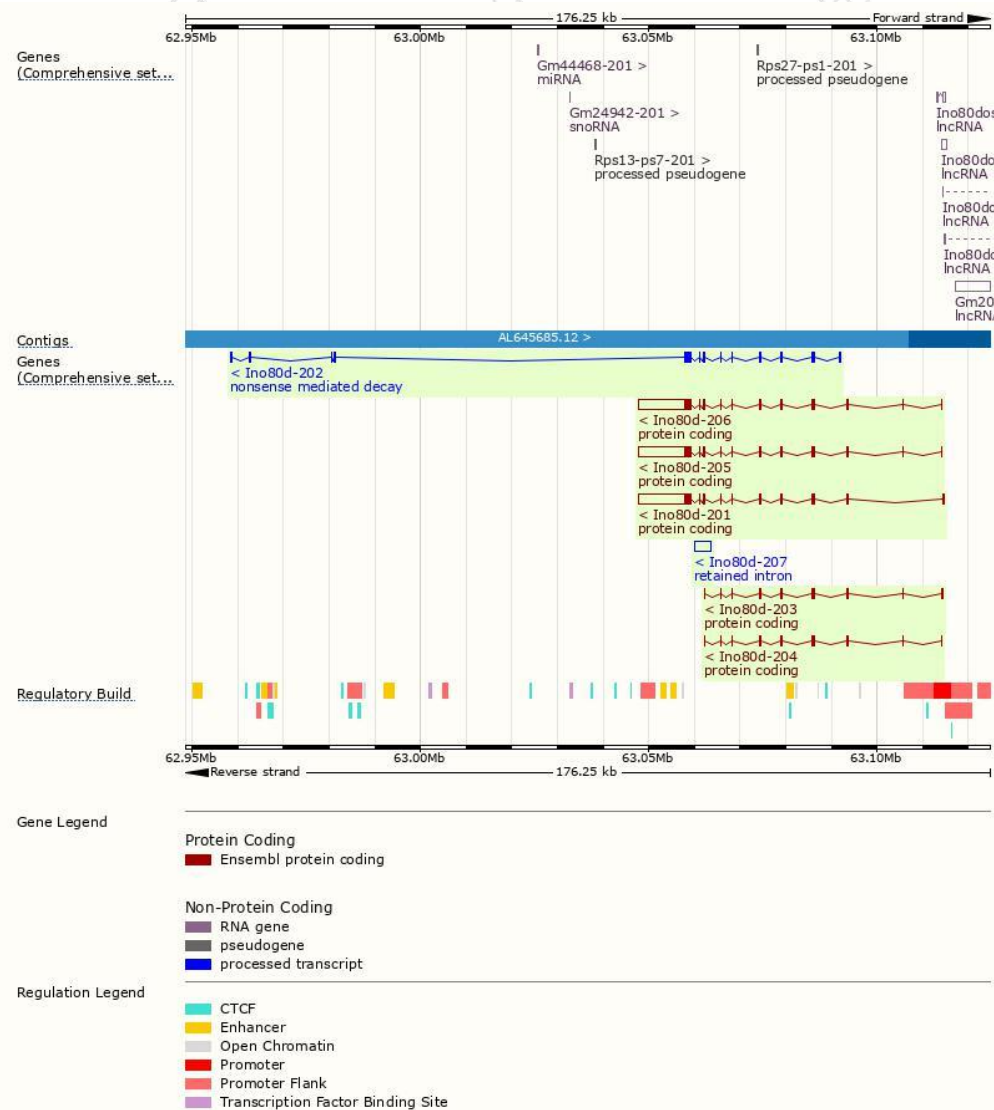 176.25 kb
Forward strand
62.95Mb 63.00Mb 63.05Mb 63.10Mb
Genes
(Comprehensive set...
Gm44468-201 >
miRNA
Rps27-ps1-201 >
processed pseudogene
Gm24942-201 >
snoRNA
Ino80dos
lncRNA
Rps13-ps7-201 >
processed pseudogene
Ino80do
lncRNA
Ino80do
lncRNA
Ino80do
lncRNA
Gm20
lncRNA
Contigs
AL645685.12 >
Genes
(Comprehensive set...
< Ino80d-202
nonsense mediated decay
< Ino80d-206
protein coding
< Ino80d-205
protein coding
< Ino80d-201
protein coding
< Ino80d-207
retained intron
< Ino80d-203
protein coding
< Ino80d-204
protein coding
Regulatory Build
62.95Mb 63.00Mb 63.05Mb 63.10Mb
Reverse strand
176.25 kb
Gene Legend
Protein Coding
Ensembl protein coding
Non-Protein Coding
RNA gene
pseudogene
processed transcript
Regulation Legend
CTCF
Enhancer
Open Chromatin
Promoter
Promoter Flank
Transcription Factor Binding Site